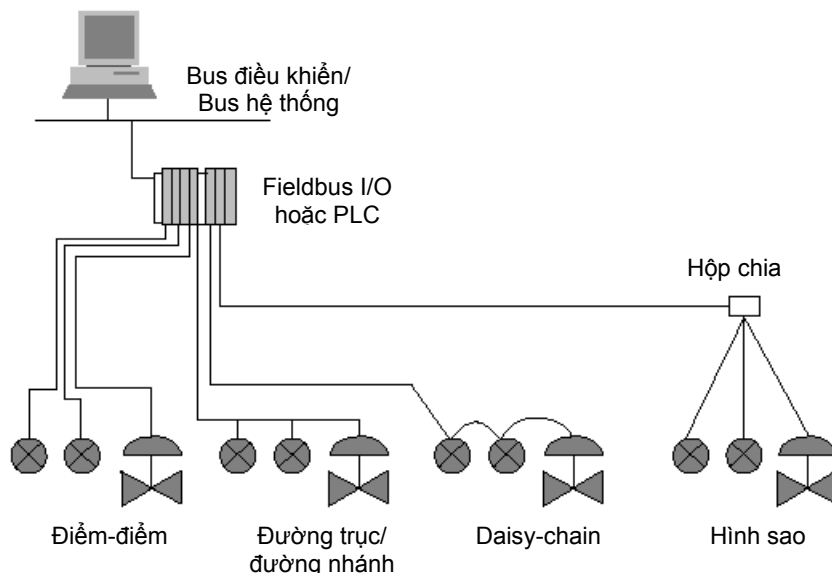 Bus điều khiển/
Bus hệ thống
Fieldbus I/O
hoặc PLC
Hộp chia
Điểm-điểm
Đường trục/
đường nhánh
Daisy-chain
Hình sao